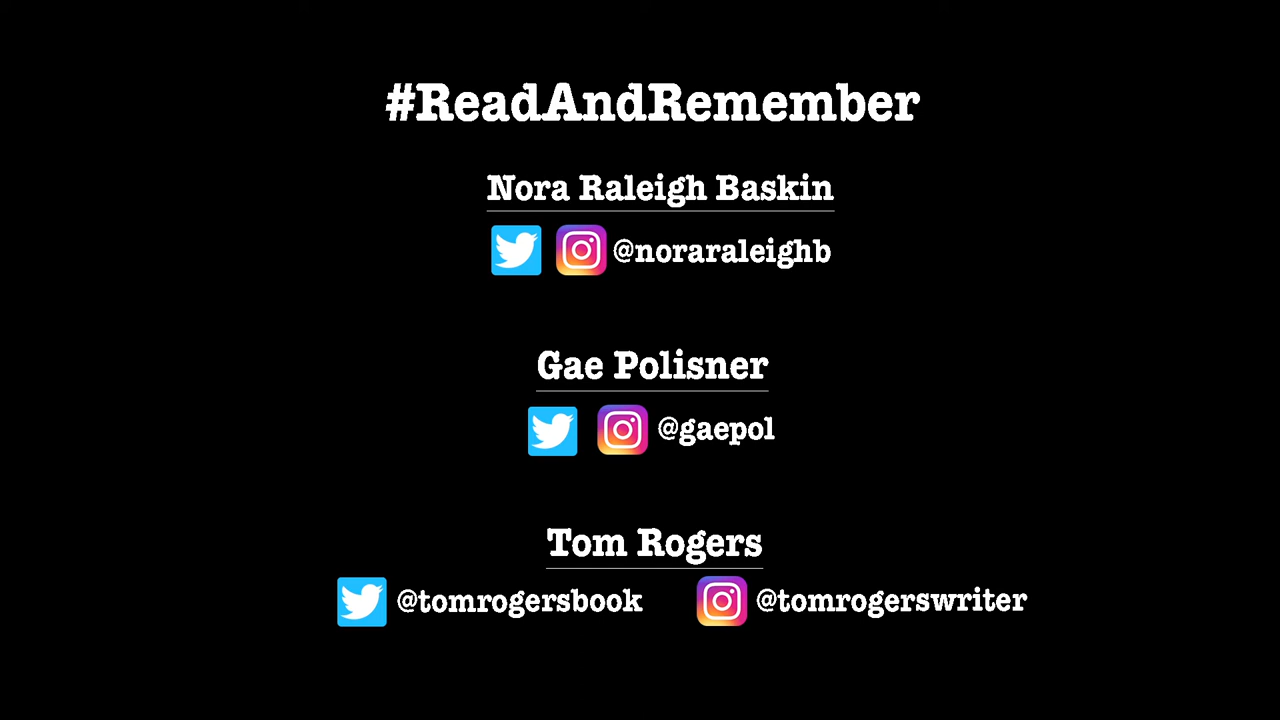 #ReadAndRemember
Nora Raleigh Baskin
@noraraleighb
Gae Polisner
@gaepol
Tom Rogers
@tomrogersbook @tomrogerswriter